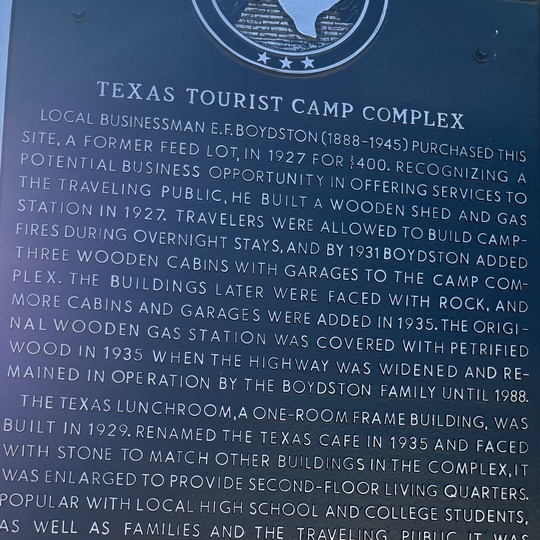 TEXAS TOURIST CAMP COMPLEX
LOCAL BUSINESSMAN E.F. BOYDSTON (1888-1945) PURCHASED THIS
SITE, A FORMER FEED LOT, IN 1927 FOR $400. RECOGNIZING A
POTENTIAL BUSINESS OPPORTUNITY IN OFFERING SERVICES TO
THE TRAVELING PUBLIC, HE BUILT A WOODEN SHED AND GAS
STATION IN 1927. TRAVELERS WERE ALLOWED TO BUILD CAMP-
FIRES DURING OVERNIGHT STAYS, AND BY 1931 BOYDSTON ADDED
THREE WOODEN CABINS WITH GARAGES TO THE CAMP COM-
PLEX. THE BUILDINGS LATER WERE FACED WITH ROCK, AND
MORE CABINS AND GARAGES WERE ADDED IN 1935. THE ORIGI-
NAL WOODEN GAS STATION WAS COVERED WITH PETRIFIED
WOOD IN 1935 WHEN THE HIGHWAY WAS WIDENED AND RE-
MAINED IN OPERATION BY THE BOYDSTON FAMILY UNTIL 1988.
THE TEXAS LUNCHROOM, A ONE-ROOM FRAME BUILDING, WAS
BUILT IN 1929. RENAMED THE TEXAS CAFE IN 1935 AND FACED
WITH STONE TO MATCH OTHER BUILDINGS IN THE COMPLEX, IT
WAS ENLARGED TO PROVIDE SECOND-FLOOR LIVING QUARTERS.
POPULAR WITH LOCAL HIGH SCHOOL AND COLLEGE STUDENTS,
AS WELL AS FAMILIES AND THE TRAVELING PUBLIC, IT WAS